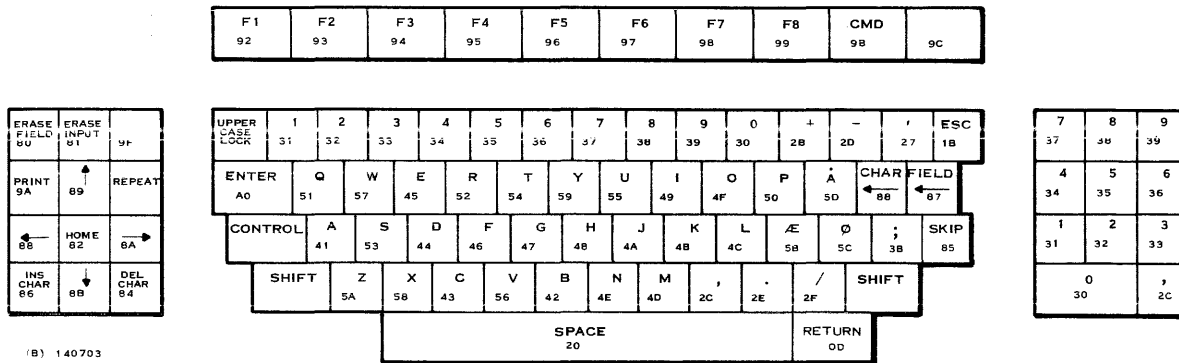 F1 F2 F3 F4 F5 F6 F7 F8 CMD
92 93 94 95 96 97 98 99 9B 9C
ERASE FIELD 80 ERASE INPUT 81 9F
PRINT 9A 89 REPEAT
88 HOME 82 8A
INS CHAR 86 8B DEL CHAR 84
UPPER CASE LOCK 1 2 3 4 5 6 7 8 9 0 + - ' ESC
31 32 33 34 35 36 37 38 39 30 2B 2D 27 1B
ENTER Q W E R T Y U I O P Å CHAR FIELD
A0 51 57 45 52 54 59 55 49 4F 50 5D 88 87
CONTROL A S D F G H J K L Æ Ø ; SKIP
41 53 44 46 47 48 4A 4B 4C 5B 5C 3B 85
SHIFT Z X C V B N M , . / SHIFT
5A 58 43 56 42 4E 4D 2C 2E 2F
SPACE RETURN
20 0D
7 8 9
37 38 39
4 5 6
34 35 36
1 2 3
31 32 33
0 ,
30 2C
(B) 140703